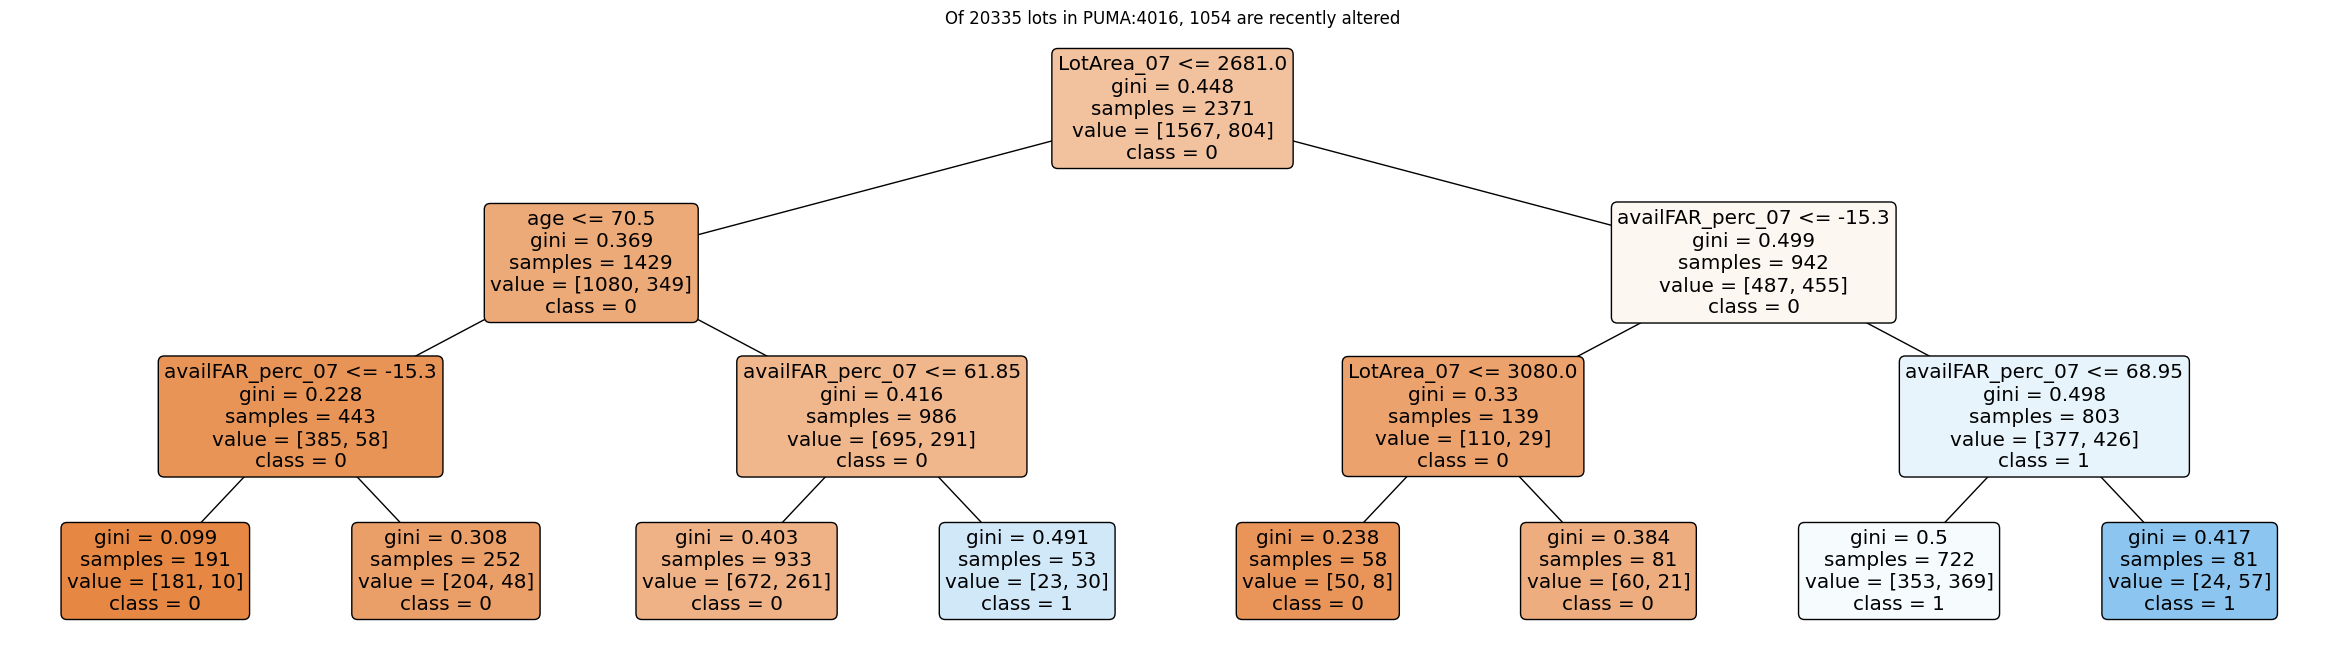 Of 20335 lots in PUMA:4016, 1054 are recently altered
LotArea_07 <= 2681.0
gini = 0.448
samples = 2371
value = [1567, 804]
class = 0
age <= 70.5
gini = 0.369
samples = 1429
value = [1080, 349]
class = 0
availFAR_perc_07 <= -15.3
gini = 0.499
samples = 942
value = [487, 455]
class = 0
availFAR_perc_07 <= -15.3
gini = 0.228
samples = 443
value = [385, 58]
class = 0
availFAR_perc_07 <= 61.85
gini = 0.416
samples = 986
value = [695, 291]
class = 0
LotArea_07 <= 3080.0
gini = 0.33
samples = 139
value = [110, 29]
class = 0
availFAR_perc_07 <= 68.95
gini = 0.498
samples = 803
value = [377, 426]
class = 1
gini = 0.099
samples = 191
value = [181, 10]
class = 0
gini = 0.308
samples = 252
value = [204, 48]
class = 0
gini = 0.403
samples = 933
value = [672, 261]
class = 0
gini = 0.491
samples = 53
value = [23, 30]
class = 1
gini = 0.238
samples = 58
value = [50, 8]
class = 0
gini = 0.384
samples = 81
value = [60, 21]
class = 0
gini = 0.5
samples = 722
value = [353, 369]
class = 1
gini = 0.417
samples = 81
value = [24, 57]
class = 1